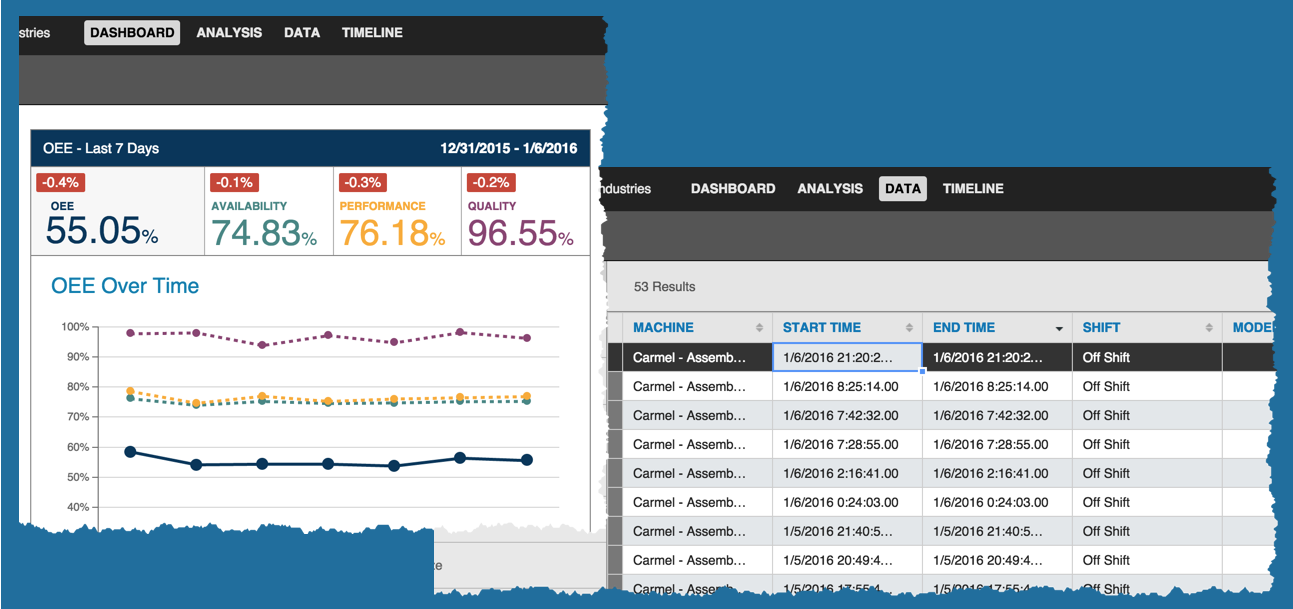 stries DASHBOARD ANALYSIS DATA TIMELINE
OEE - Last 7 Days 12/31/2015 - 1/6/2016
-0.4% -0.1% -0.3% -0.2%
OEE AVAILABILITY PERFORMANCE QUALITY
55.05% 74.83% 76.18% 96.55%
OEE Over Time
100%
90%
80%
70%
60%
50%
40%
ndustries DASHBOARD ANALYSIS DATA TIMELINE
53 Results
MACHINE START TIME END TIME SHIFT MODE
Carmel - Assemb... 1/6/2016 21:20:2... 1/6/2016 21:20:2... Off Shift
Carmel - Assemb... 1/6/2016 8:25:14.00 1/6/2016 8:25:14.00 Off Shift
Carmel - Assemb... 1/6/2016 7:42:32.00 1/6/2016 7:42:32.00 Off Shift
Carmel - Assemb... 1/6/2016 7:28:55.00 1/6/2016 7:28:55.00 Off Shift
Carmel - Assemb... 1/6/2016 2:16:41.00 1/6/2016 2:16:41.00 Off Shift
Carmel - Assemb... 1/6/2016 0:24:03.00 1/6/2016 0:24:03.00 Off Shift
Carmel - Assemb... 1/5/2016 21:40:5... 1/5/2016 21:40:5... Off Shift
Carmel - Assemb... 1/5/2016 20:49:4... 1/5/2016 20:49:4... Off Shift
Carmel - Assemb... 1/5/2016 17:55:4... 1/5/2016 17:55:4... Off Shift